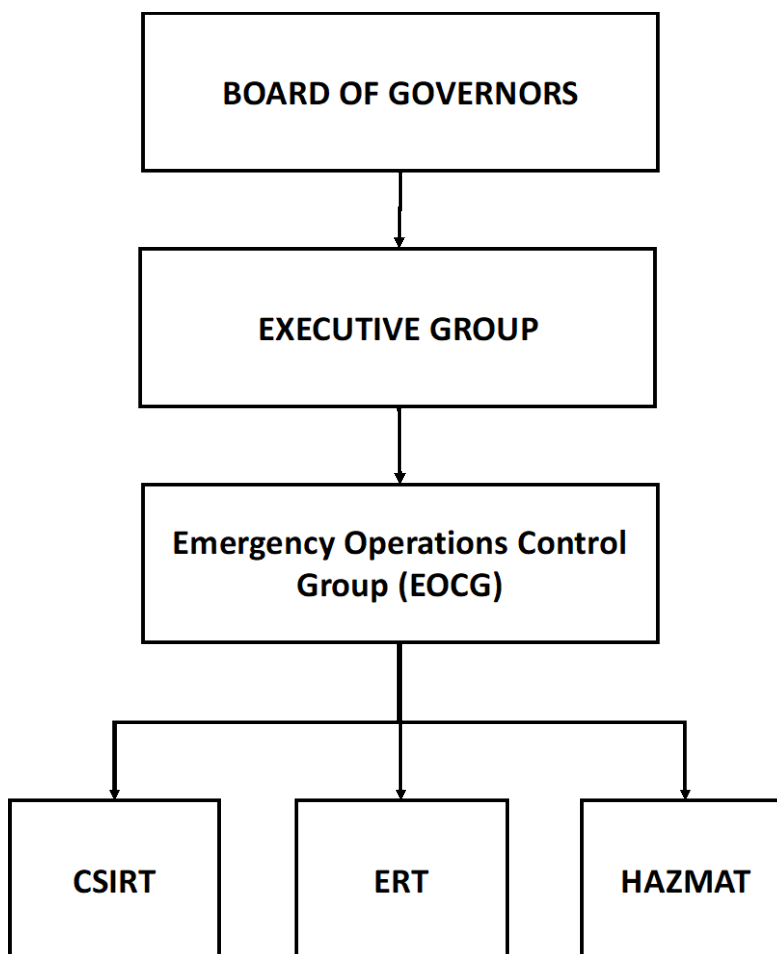 BOARD OF GOVERNORS
EXECUTIVE GROUP
Emergency Operations Control
Group (EOCG)
CSIRT
ERT
HAZMAT